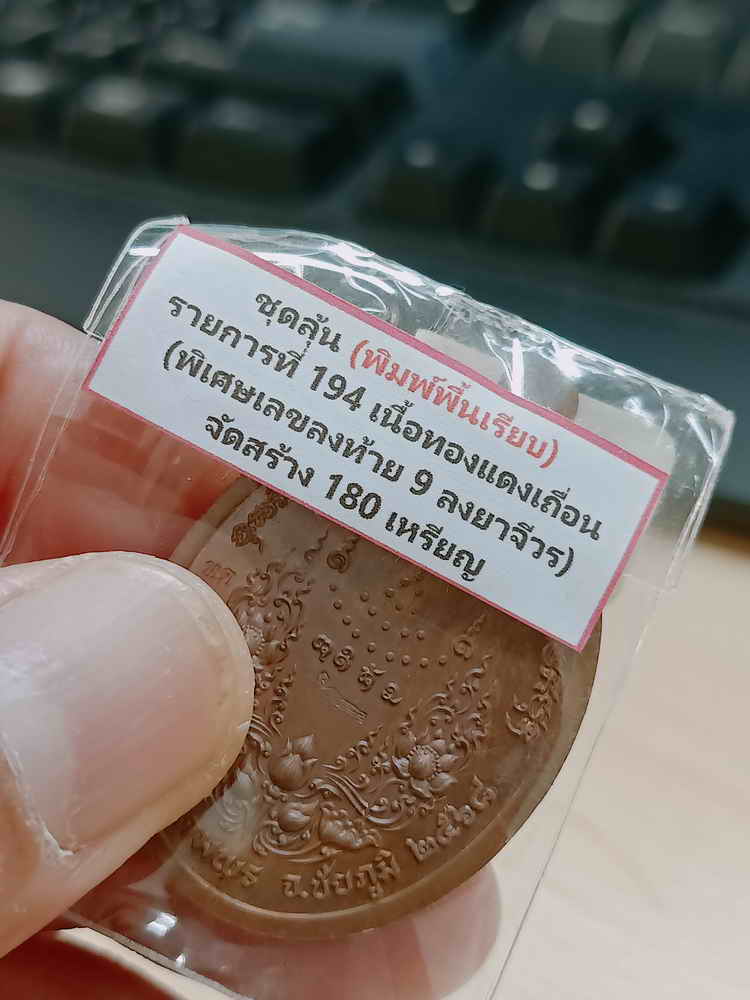 ชุดลุ้น (พิมพ์พื้นเรียบ)
รายการที่ 194 เนื้อทองแดงเถื่อน
(พิเศษเลขลงท้าย 9 ลงยาจีวร)
จัดสร้าง 180 เหรียญ
อ.ชัยภูมิ ๒๕๖๘